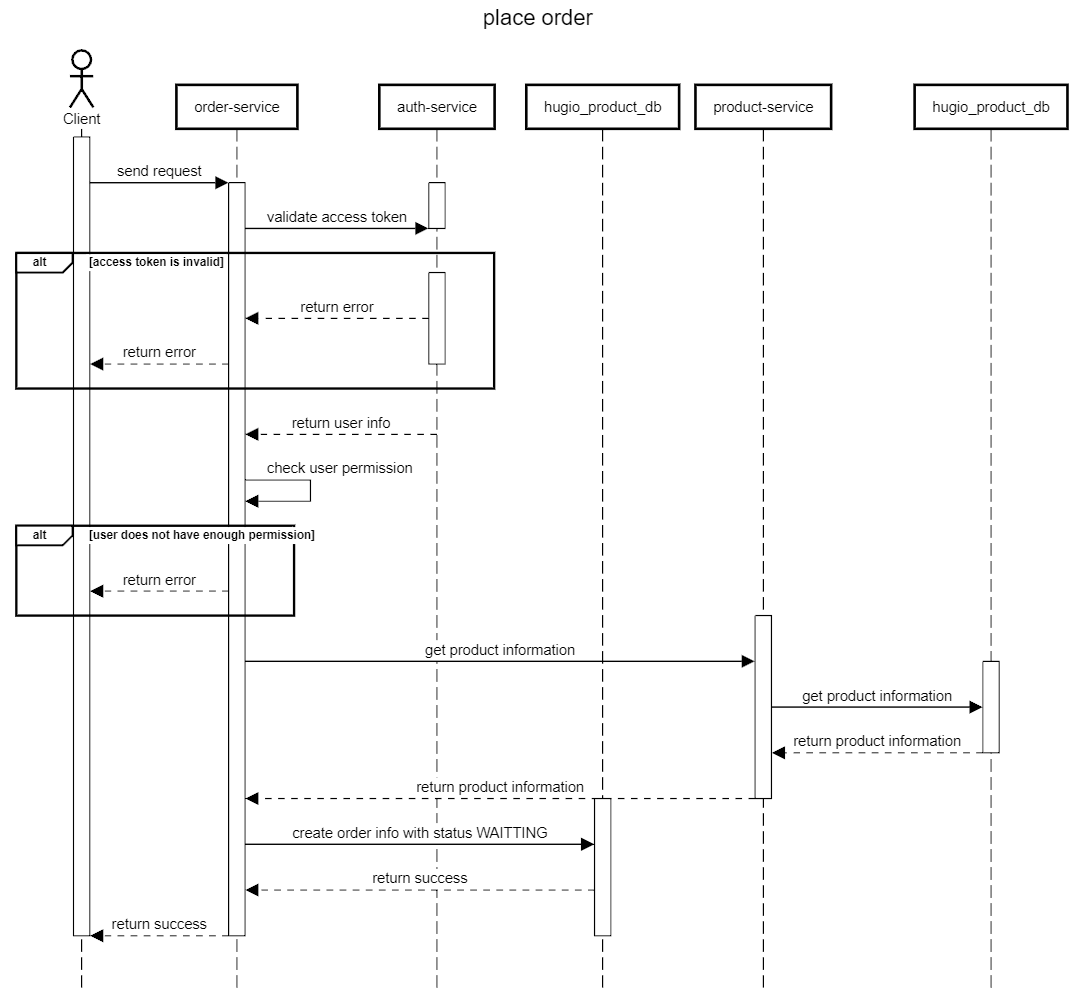 place order
Client
order-service
auth-service
hugio_product_db
product-service
hugio_product_db
send request
validate access token
alt
[access token is invalid]
return error
return error
return user info
check user permission
alt
[user does not have enough permission]
return error
get product information
get product information
return product information
return product information
create order info with status WAITTING
return success
return success